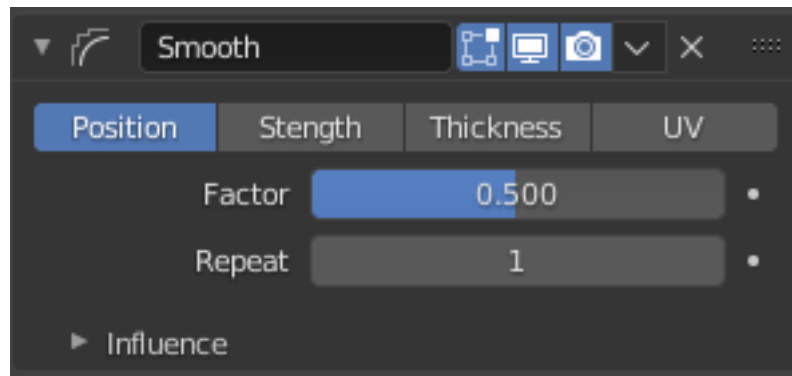 Smooth
Position Stength Thickness UV
Factor 0.500
Repeat 1
Influence